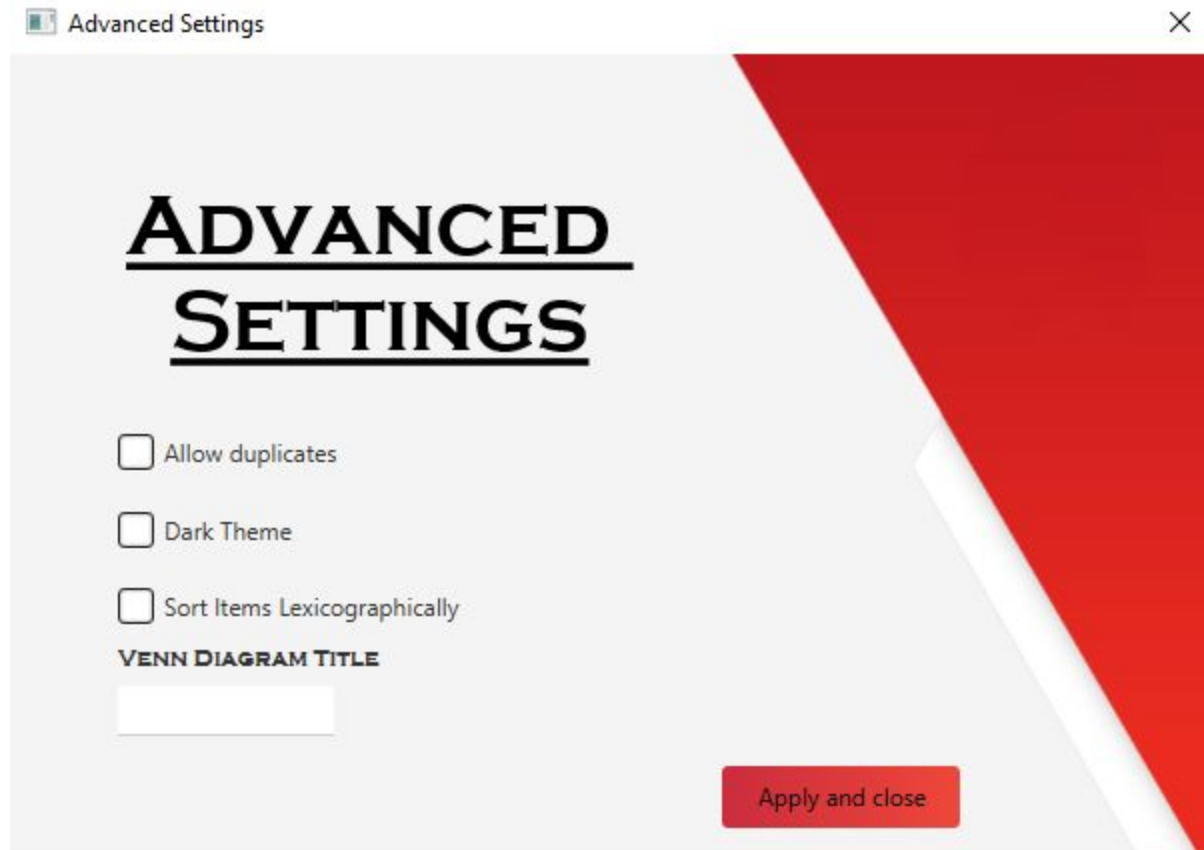 Advanced Settings
ADVANCED
SETTINGS
Allow duplicates
Dark Theme
Sort Items Lexicographically
VENN DIAGRAM TITLE
Apply and close